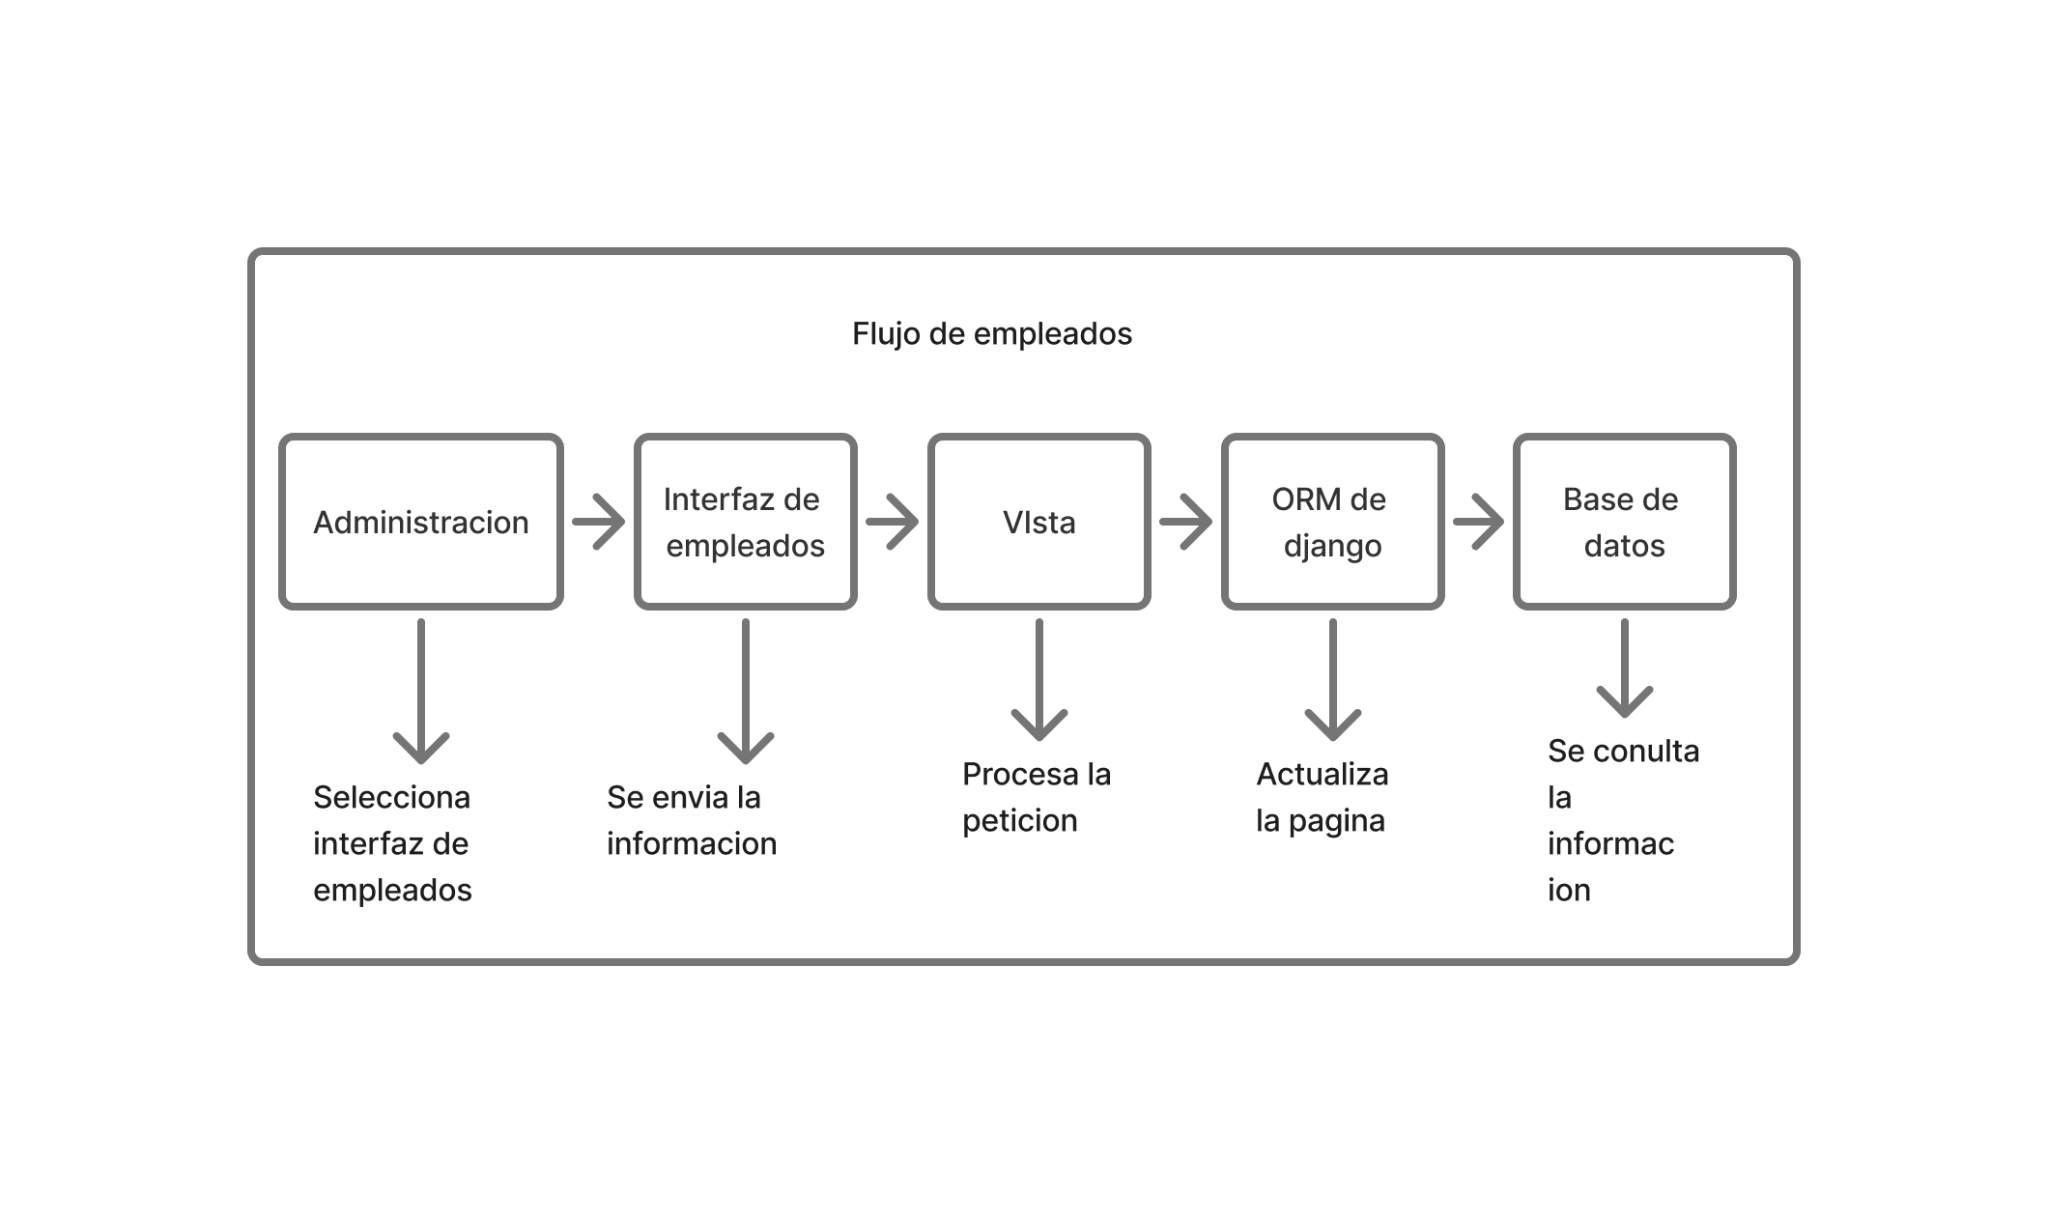 Flujo de empleados
Administracion
Interfaz de
empleados
VIsta
ORM de
django
Base de
datos
Selecciona
interfaz de
empleados
Se envia la
informacion
Procesa la
peticion
Actualiza
la pagina
Se conulta
la
informac
ion